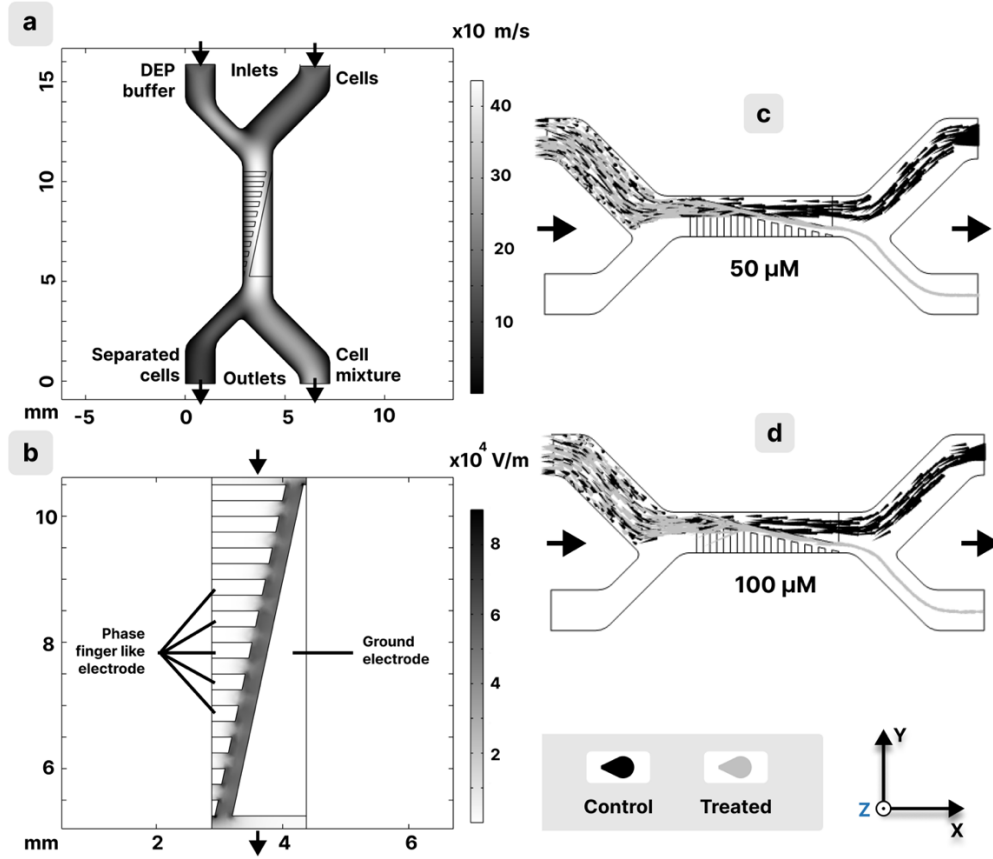 a
x10 m/s
DEP
buffer
Inlets
Cells
15
10
5
0
Separated
cells
Outlets
Cell
mixture
mm
-5
0
5
10
40
30
20
10
b
x10⁴ V/m
10
8
6
Phase
finger like
electrode
Ground
electrode
mm
2
4
6
8
6
4
2
c
50 µM
d
100 µM
Control
Treated
Y
Z
X